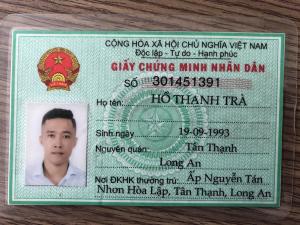 CỘNG HÒA XÃ HỘI CHỦ NGHĨA VIỆT NAM
Độc lập - Tự do - Hạnh phúc
GIẤY CHỨNG MINH NHÂN DÂN
SỐ 301451391
Họ tên: HỒ THANH TRÀ
Sinh ngày 19-09-1993
Nguyên quán: Tân Thạnh
Long An
Nơi ĐKHK thường trú: Ấp Nguyễn Tán
Nhơn Hòa Lập, Tân Thạnh, Long An